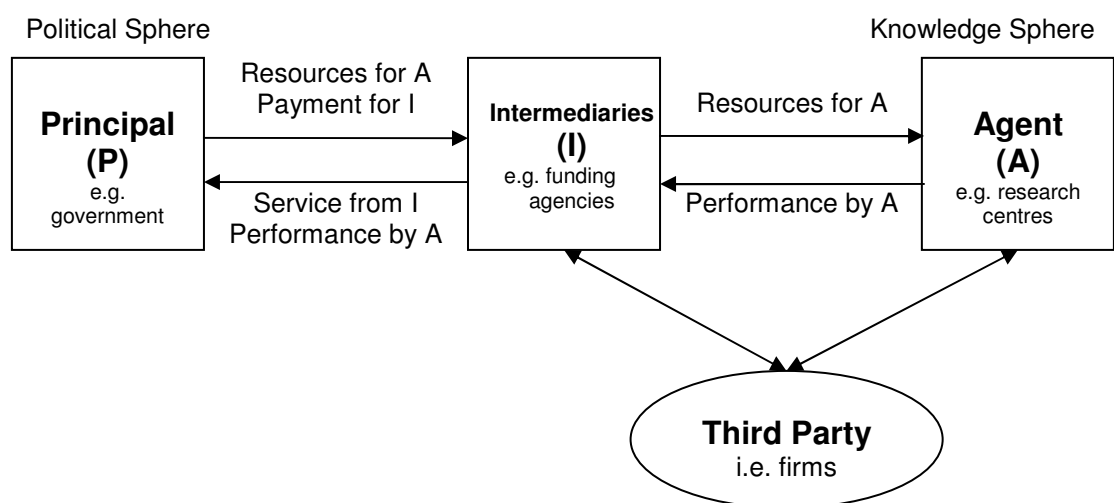 Political Sphere
Knowledge Sphere
Principal
(P)
e.g.
government
Resources for A
Payment for I
Service from I
Performance by A
Intermediaries
(I)
e.g. funding
agencies
Resources for A
Performance by A
Agent
(A)
e.g. research
centres
Third Party
i.e. firms